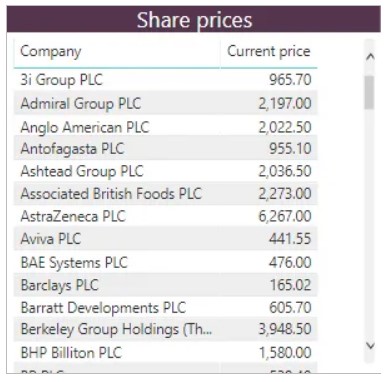 Share prices
Company Current price
3i Group PLC 965.70
Admiral Group PLC 2,197.00
Anglo American PLC 2,022.50
Antofagasta PLC 955.10
Ashtead Group PLC 2,036.50
Associated British Foods PLC 2,273.00
AstraZeneca PLC 6,267.00
Aviva PLC 441.55
BAE Systems PLC 476.00
Barclays PLC 165.02
Barratt Developments PLC 605.70
Berkeley Group Holdings (Th... 3,948.50
BHP Billiton PLC 1,580.00